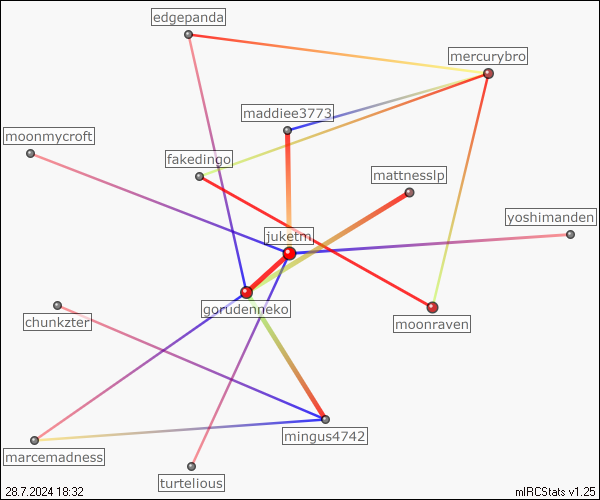 edgepanda
mercurybro
maddiee3773
moonmycroft
fakedingo
mattnesslp
yoshimanden
juketm
gorudenneko
chunkzter
moonraven
mingus4742
marcemadness
turtelious
28.7.2024 18:32
mIRCStats v1.25